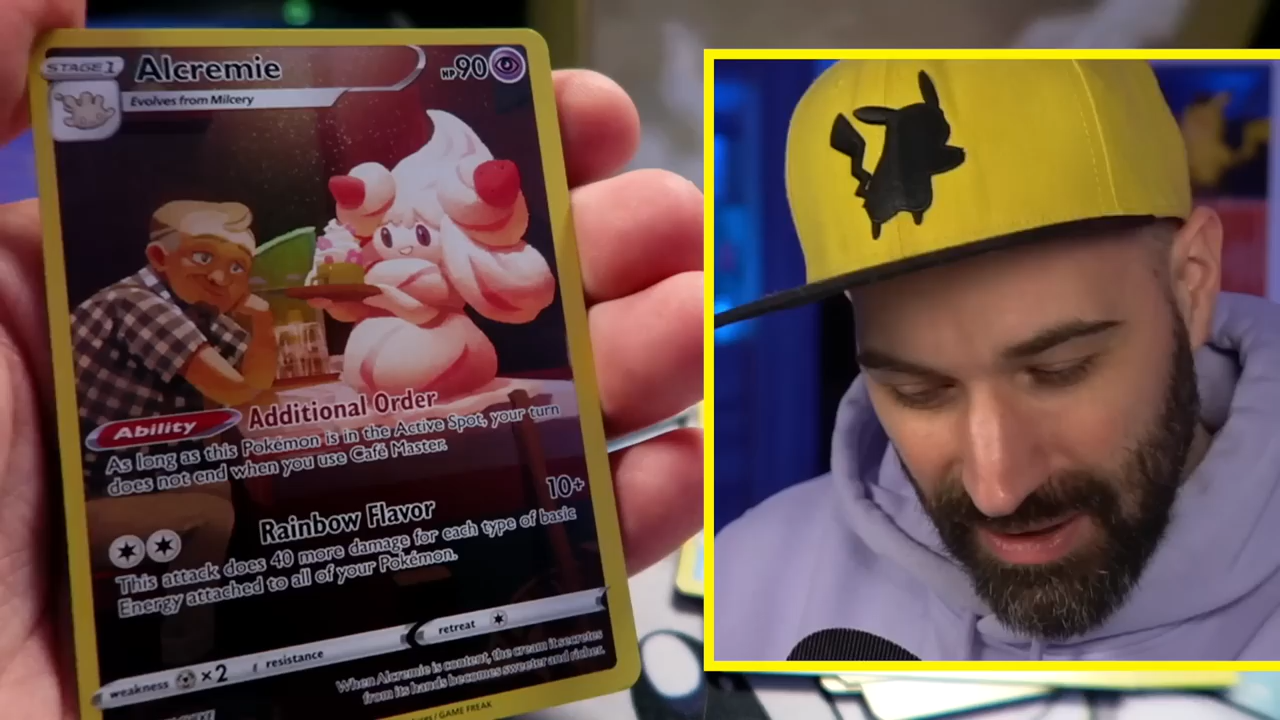 STAGE 1
Alcremie
HP 90
Evolves from Milcery
Ability
Additional Order
As long as this Pokémon is in the Active Spot, your turn
does not end when you use Café Master.
Rainbow Flavor
10+
This attack does 40 more damage for each type of basic
Energy attached to all of your Pokémon.
weakness ×2 resistance retreat
When Alcremie is content, the cream it secretes
from its hands becomes sweeter and richer.
/ GAME FREAK